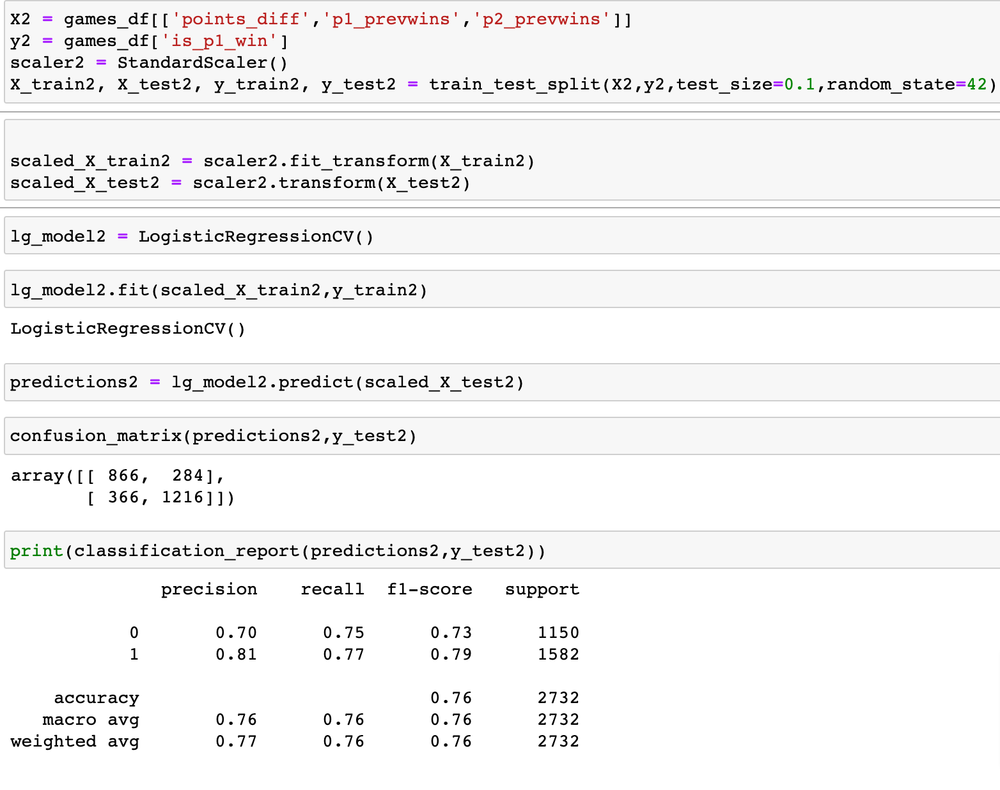 X2 = games_df[['points_diff','p1_prevwins','p2_prevwins']]
y2 = games_df['is_p1_win']
scaler2 = StandardScaler()
X_train2, X_test2, y_train2, y_test2 = train_test_split(X2,y2,test_size=0.1,random_state=42)
scaled_X_train2 = scaler2.fit_transform(X_train2)
scaled_X_test2 = scaler2.transform(X_test2)
lg_model2 = LogisticRegressionCV()
lg_model2.fit(scaled_X_train2,y_train2)
LogisticRegressionCV()
predictions2 = lg_model2.predict(scaled_X_test2)
confusion_matrix(predictions2,y_test2)
array([[ 866,  284],
       [ 366, 1216]])
print(classification_report(predictions2,y_test2))
              precision    recall  f1-score   support
           0       0.70      0.75      0.73      1150
           1       0.81      0.77      0.79      1582
    accuracy                           0.76      2732
   macro avg       0.76      0.76      0.76      2732
weighted avg       0.77      0.76      0.76      2732